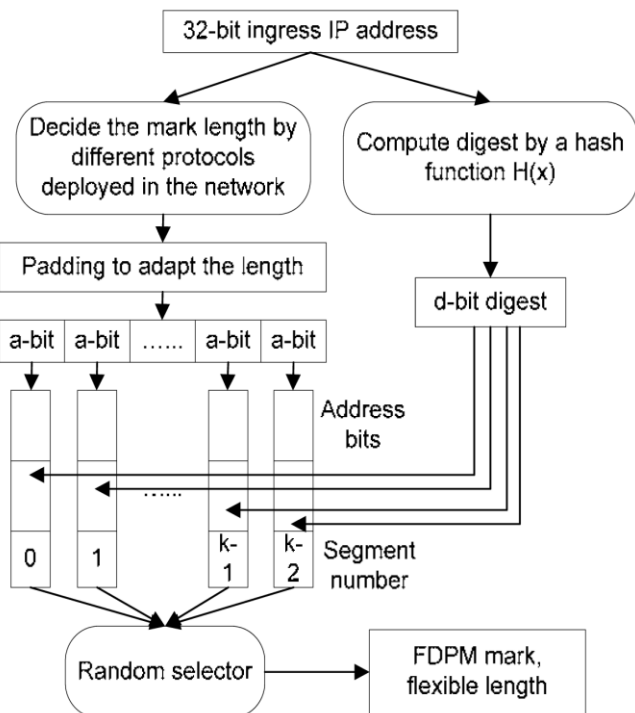 32-bit ingress IP address
Decide the mark length by
different protocols
deployed in the network
Compute digest by a hash
function H(x)
Padding to adapt the length
d-bit digest
a-bit a-bit ...... a-bit a-bit
Address
bits
......
0 1 k-1 k-2
Segment
number
Random selector
FDPM mark,
flexible length